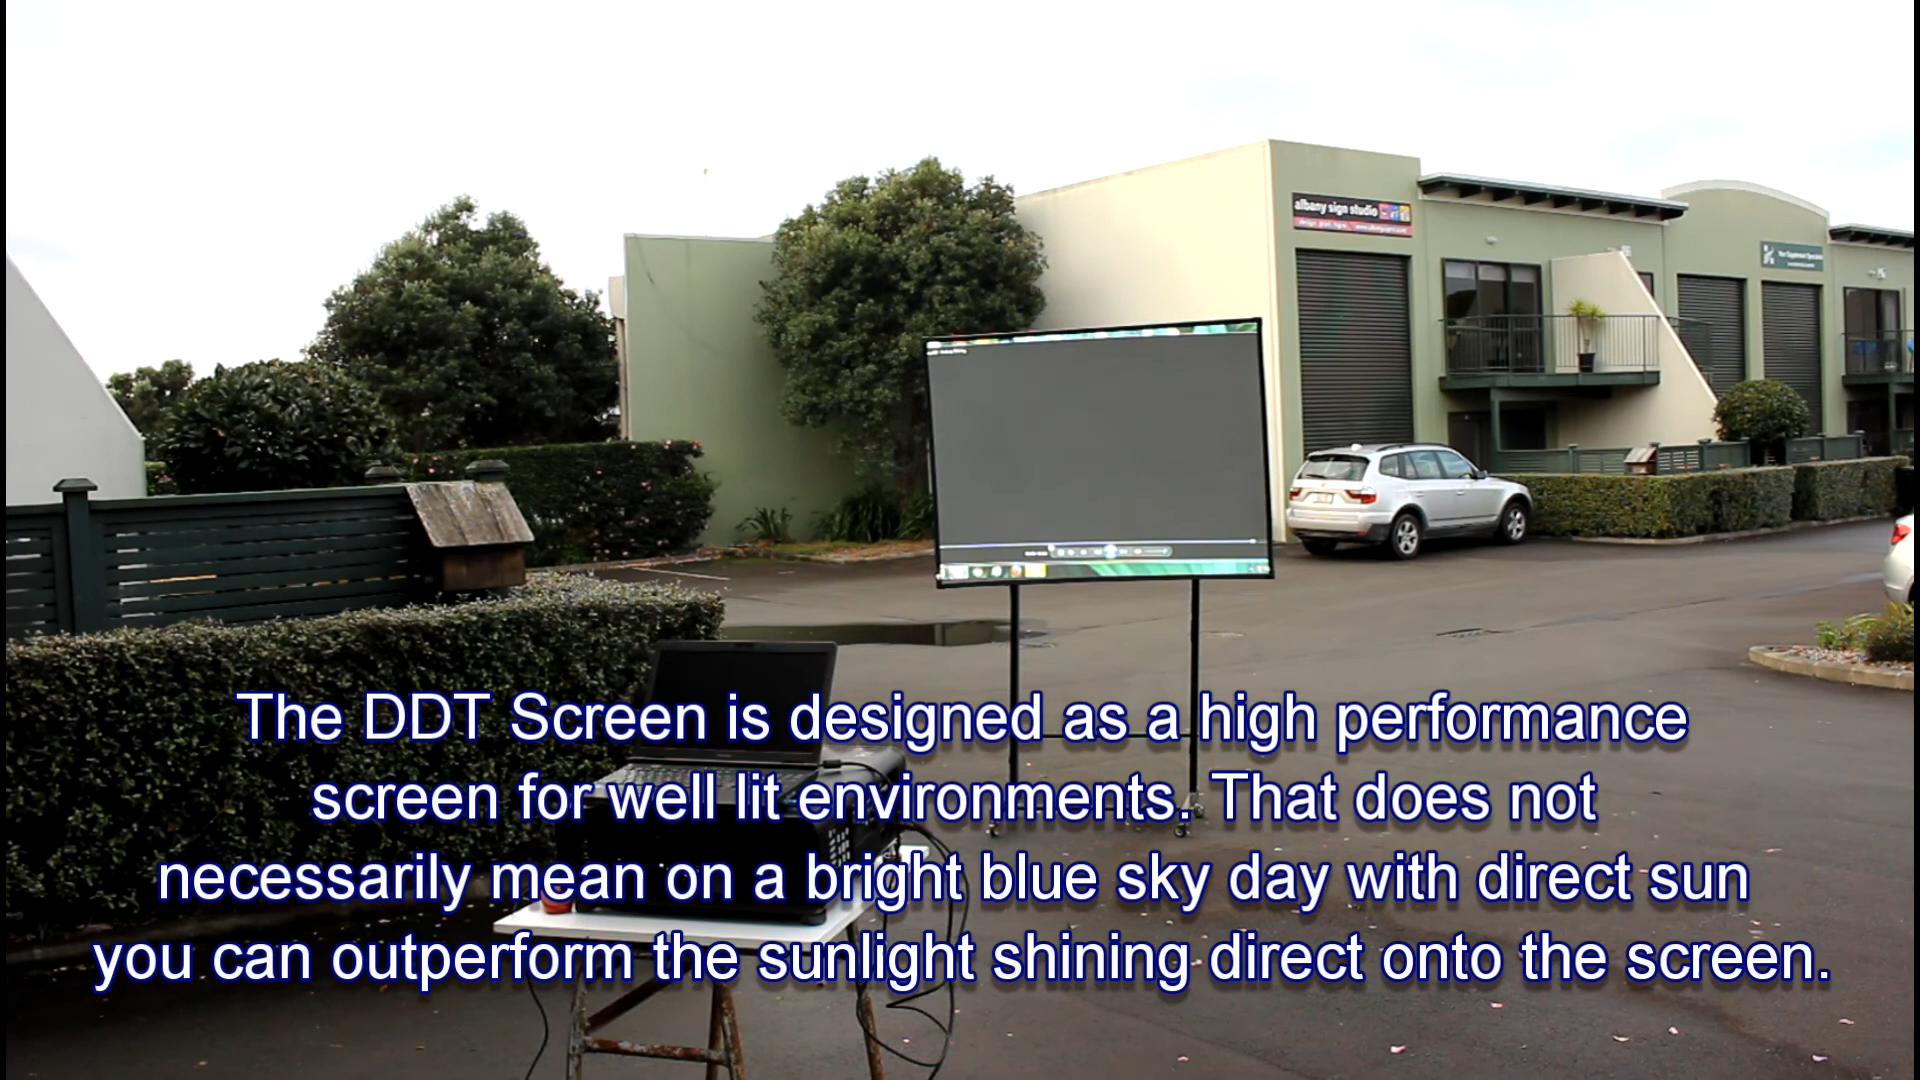 albany sign studio
The DDT Screen is designed as a high performance
screen for well lit environments. That does not
necessarily mean on a bright blue sky day with direct sun
you can outperform the sunlight shining direct onto the screen.